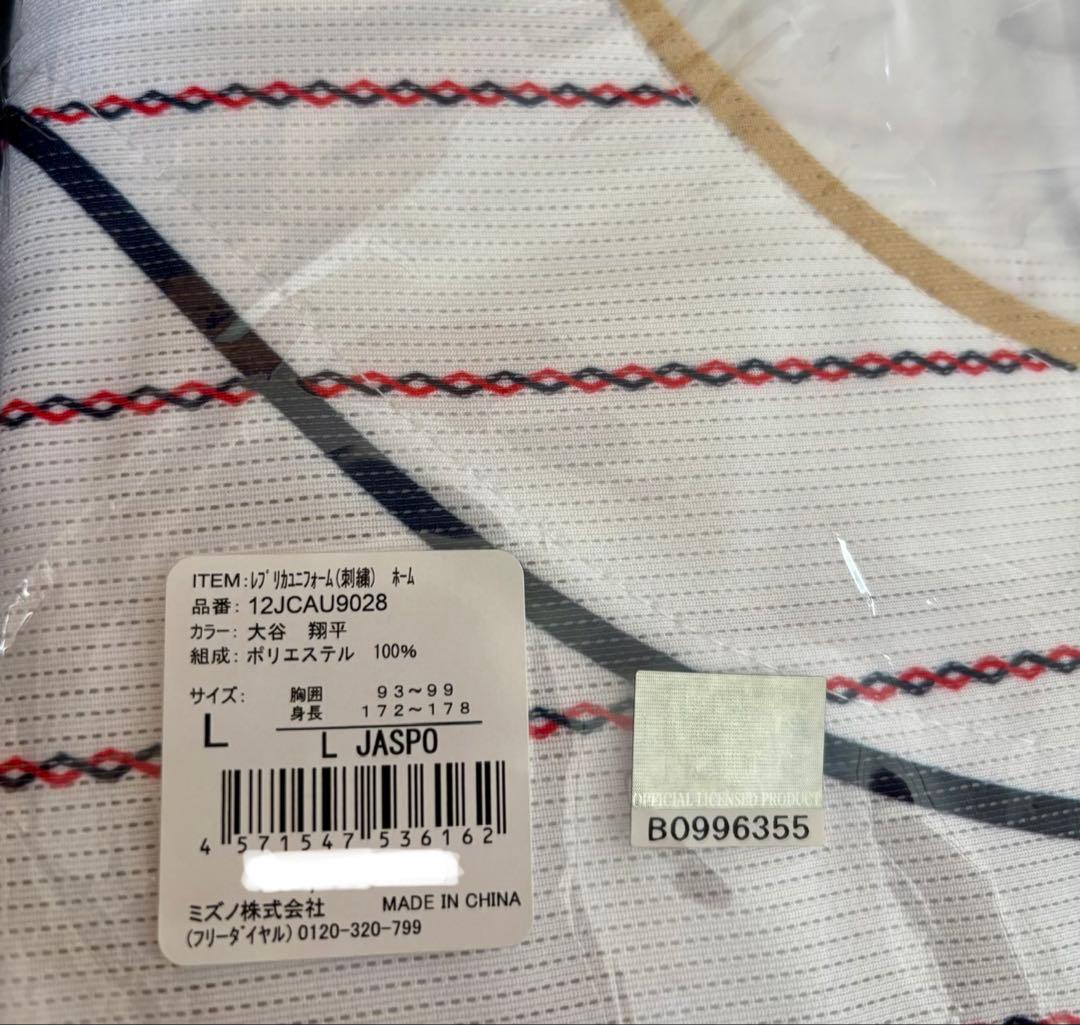 ITEM:レプリカユニフォーム(刺繍) ホーム
品番: 12JCAU9028
カラー: 大谷 翔平
組成: ポリエステル 100%
サイズ: 胸囲 93~99
身長 172~178
L
L JASPO
4 571547 536162
ミズノ株式会社 MADE IN CHINA
(フリーダイヤル) 0120-320-799
OFFICIAL LICENSED PRODUCT
B0996355